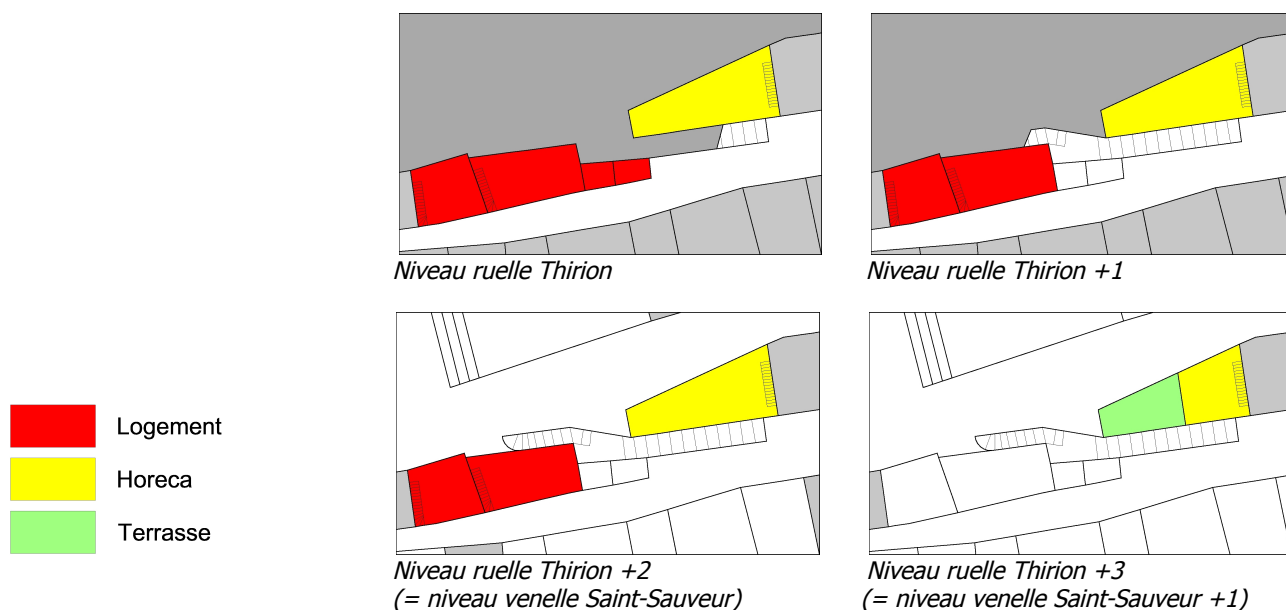 Niveau ruelle Thirion
Niveau ruelle Thirion +1
Logement
Horeca
Terrasse
Niveau ruelle Thirion +2
(= niveau venelle Saint-Sauveur)
Niveau ruelle Thirion +3
(= niveau venelle Saint-Sauveur +1)